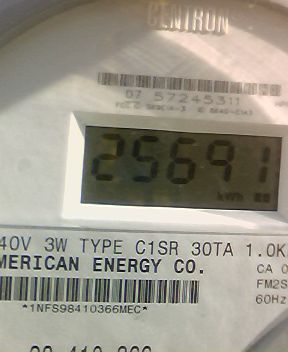 CENTRON
07 57245311
25691
kWh
40V 3W TYPE C1SR 30TA 1.0K
MERICAN ENERGY CO.
CA 0
FM2S
60Hz
*1NFS98410366MEC*